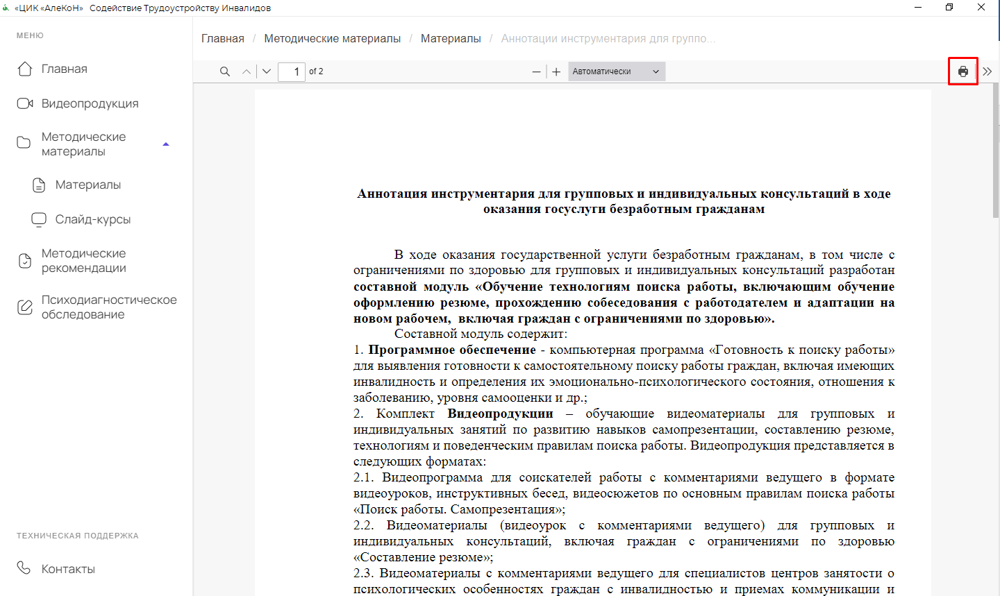 «ЦИК «АлеКоН» Содействие Трудоустройству Инвалидов
МЕНЮ
Главная
Видеопродукция
Методические
материалы
Материалы
Слайд-курсы
Методические
рекомендации
Психодиагностическое
обследование
ТЕХНИЧЕСКАЯ ПОДДЕРЖКА
Контакты
Главная / Методические материалы / Материалы / Аннотации инструментария для группо...
1 of 2
Автоматически
Аннотация инструментария для групповых и индивидуальных консультаций в ходе
оказания госуслуги безработным гражданам
В ходе оказания государственной услуги безработным гражданам, в том числе с
ограничениями по здоровью для групповых и индивидуальных консультаций разработан
составной модуль «Обучение технологиям поиска работы, включающим обучение
оформлению резюме, прохождению собеседования с работодателем и адаптации на
новом рабочем, включая граждан с ограничениями по здоровью».
Составной модуль содержит:
1. Программное обеспечение - компьютерная программа «Готовность к поиску работы»
для выявления готовности к самостоятельному поиску работы граждан, включая имеющих
инвалидность и определения их эмоционально-психологического состояния, отношения к
заболеванию, уровня самооценки и др.;
2. Комплект Видеопродукции – обучающие видеоматериалы для групповых и
индивидуальных занятий по развитию навыков самопрезентации, составлению резюме,
технологиям и поведенческим правилам поиска работы. Видеопродукция представляется в
следующих форматах:
2.1. Видеопрограмма для соискателей работы с комментариями ведущего в формате
видеоуроков, инструктивных бесед, видеосюжетов по основным правилам поиска работы
«Поиск работы. Самопрезентация»;
2.2. Видеоматериалы (видеоурок с комментариями ведущего) для групповых и
индивидуальных консультаций, включая граждан с ограничениями по здоровью
«Составление резюме»;
2.3. Видеоматериалы с комментариями ведущего для специалистов центров занятости о
психологических особенностях граждан с инвалидностью и приемах коммуникации и